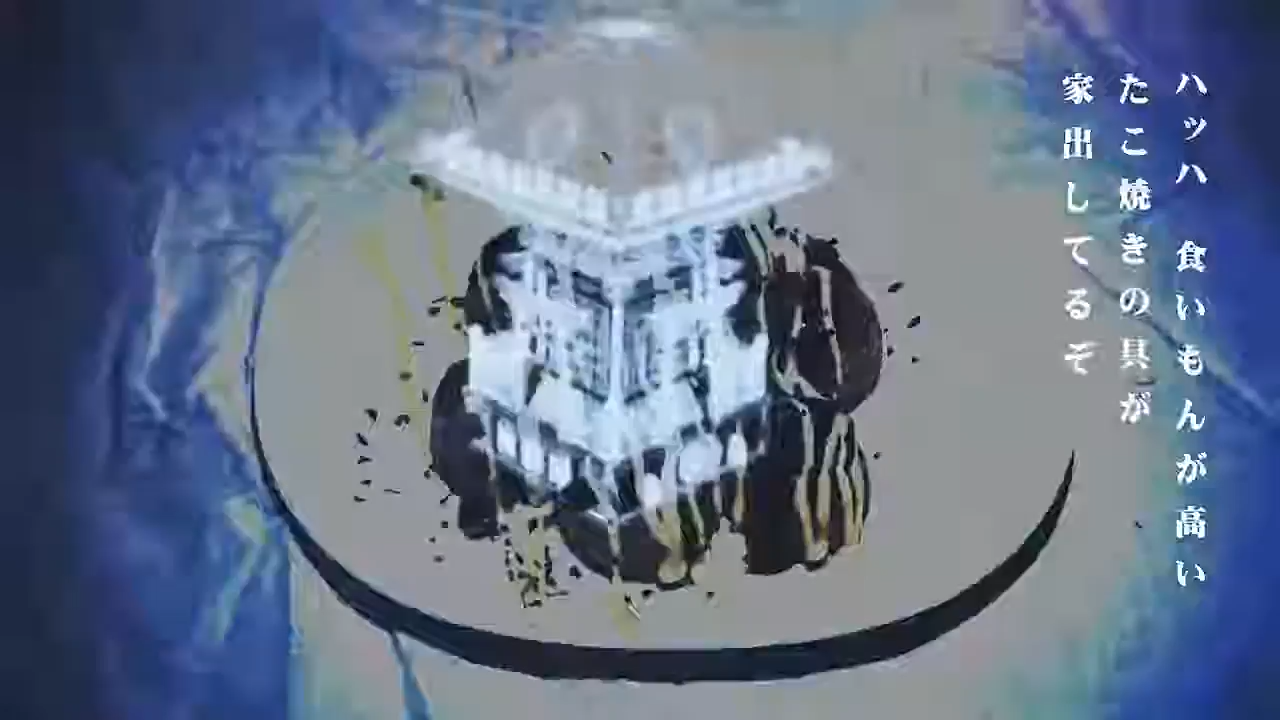 ハッハ 食いもんが高い
たこ焼きの具が
家出してるぞ